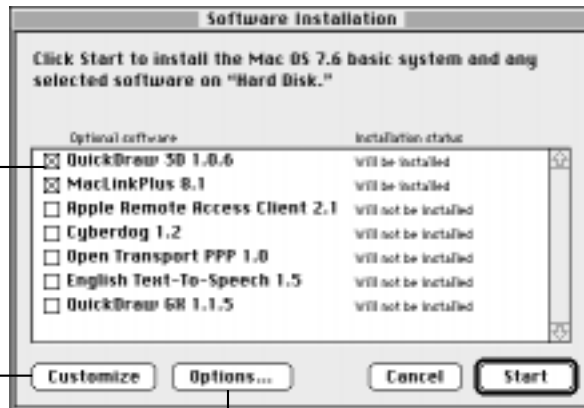 Software Installation
Click Start to install the Mac OS 7.6 basic system and any
selected software on “Hard Disk.”
Optional software Installation status
QuickDraw 3D 1.0.6 Will be installed
MacLinkPlus 8.1 Will be installed
Apple Remote Access Client 2.1 Will not be installed
Cyberdog 1.2 Will not be installed
Open Transport PPP 1.0 Will not be installed
English Text-To-Speech 1.5 Will not be installed
QuickDraw GX 1.1.5 Will not be installed
Customize Options... Cancel Start